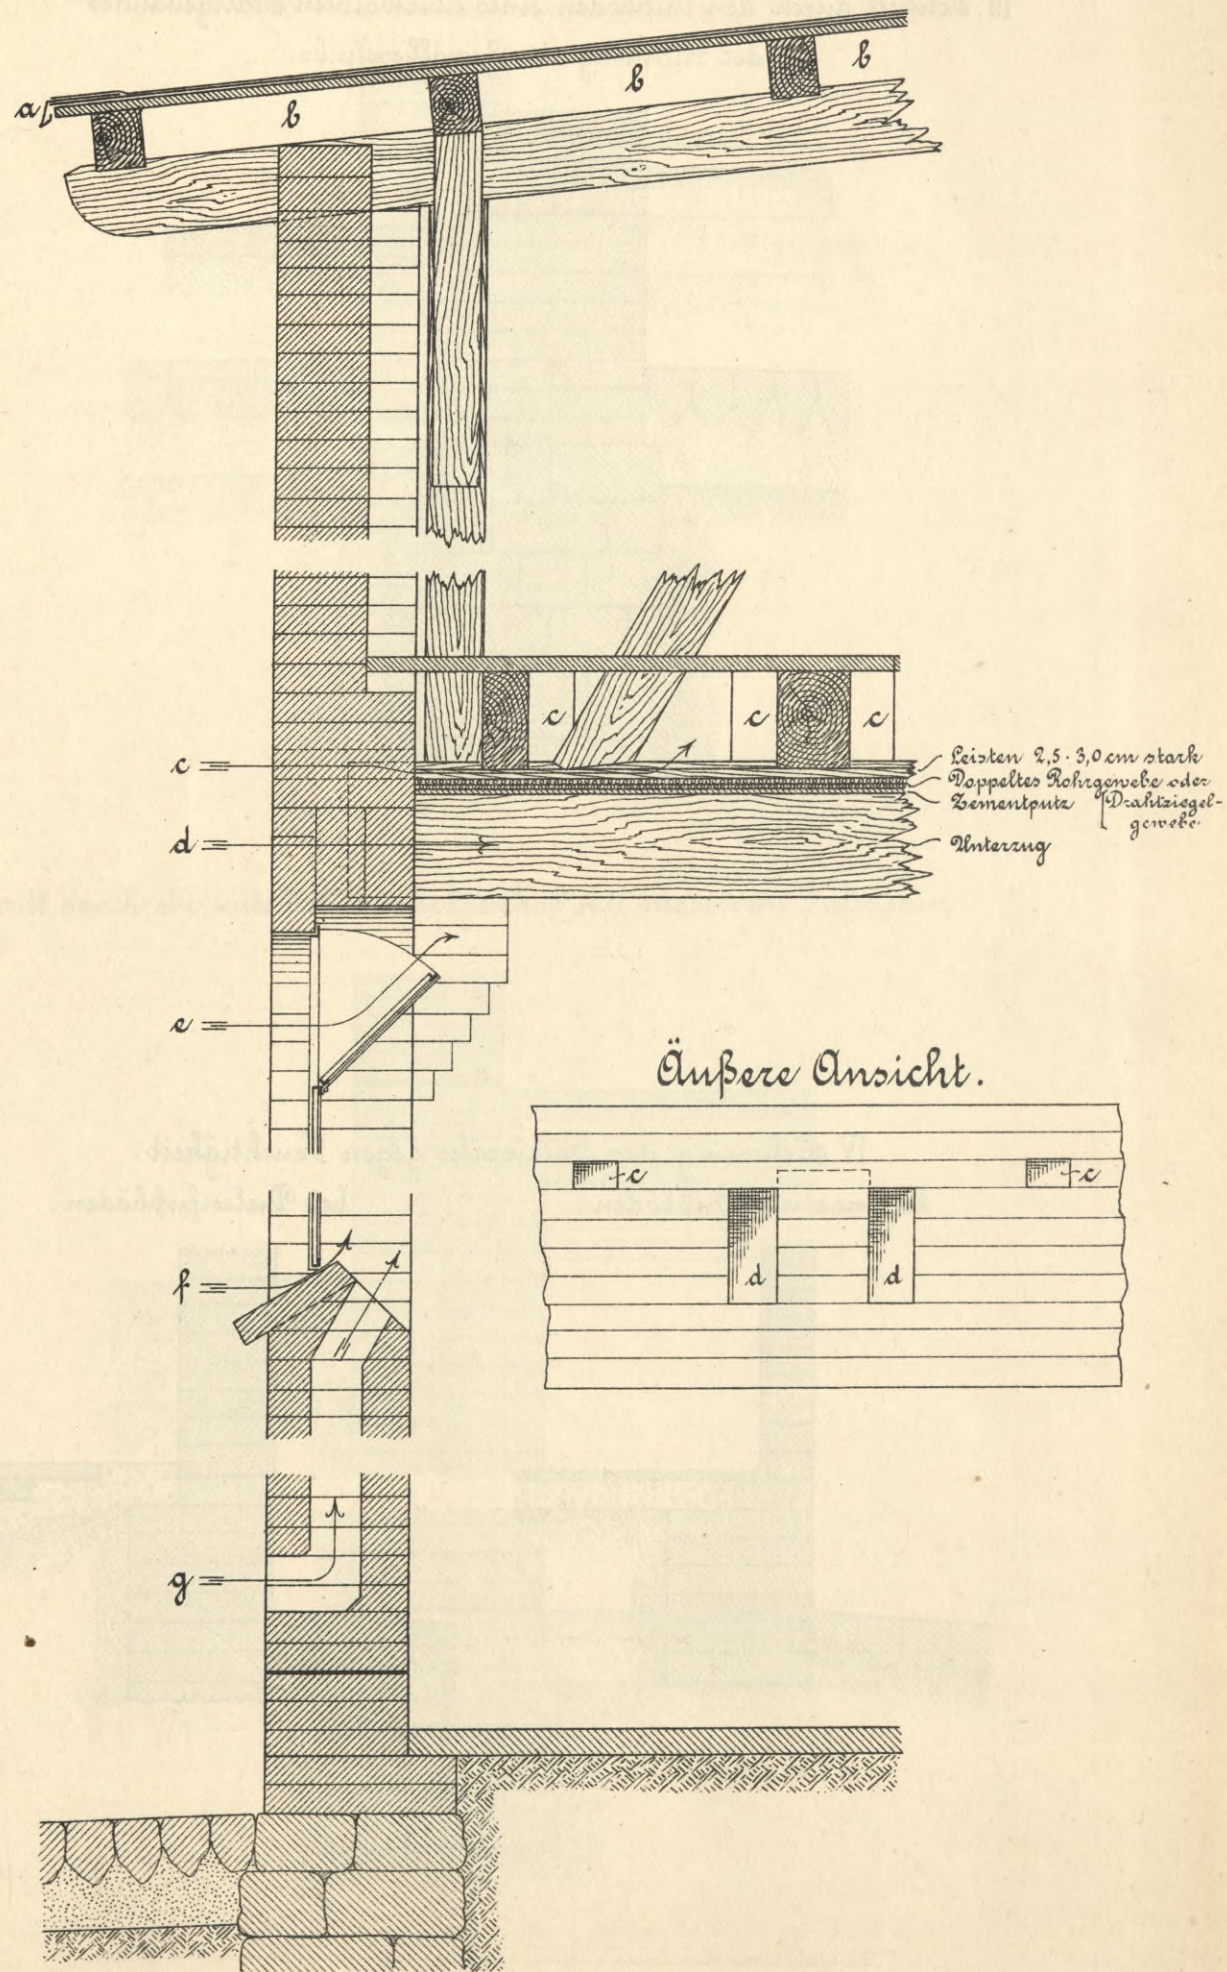 a
b
b
b
c
c
c
c
Leisten 2,5·3,0 cm stark
Doppeltes Rohrgewebe oder
Zementputz [Drahtziegel-
gewebe.
d
Unterzug
e
Äußere Ansicht.
c
c
d
d
f
g